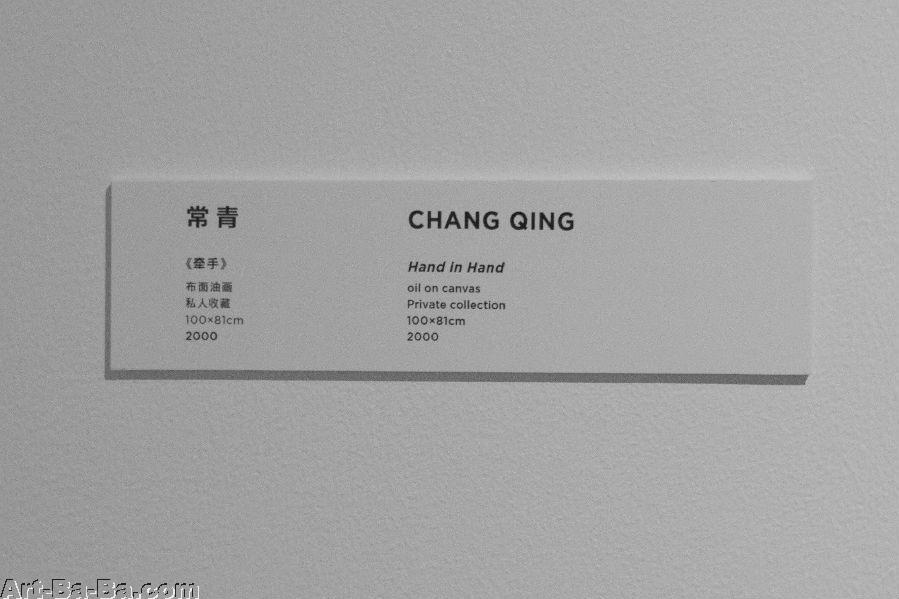 常青
《牵手》
布面油画
私人收藏
100×81cm
2000
CHANG QING
Hand in Hand
oil on canvas
Private collection
100×81cm
2000
Art-Ba-Ba.com